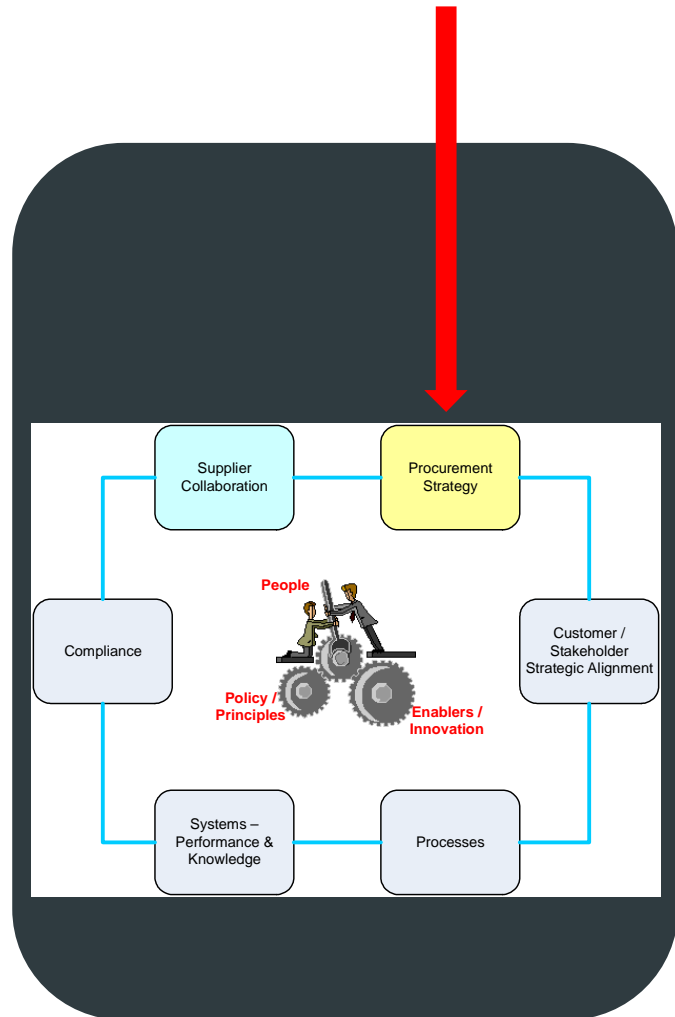 Supplier
Collaboration
Procurement
Strategy
People
Compliance
Customer /
Stakeholder
Strategic Alignment
Policy /
Principles
Enablers /
Innovation
Systems –
Performance &
Knowledge
Processes